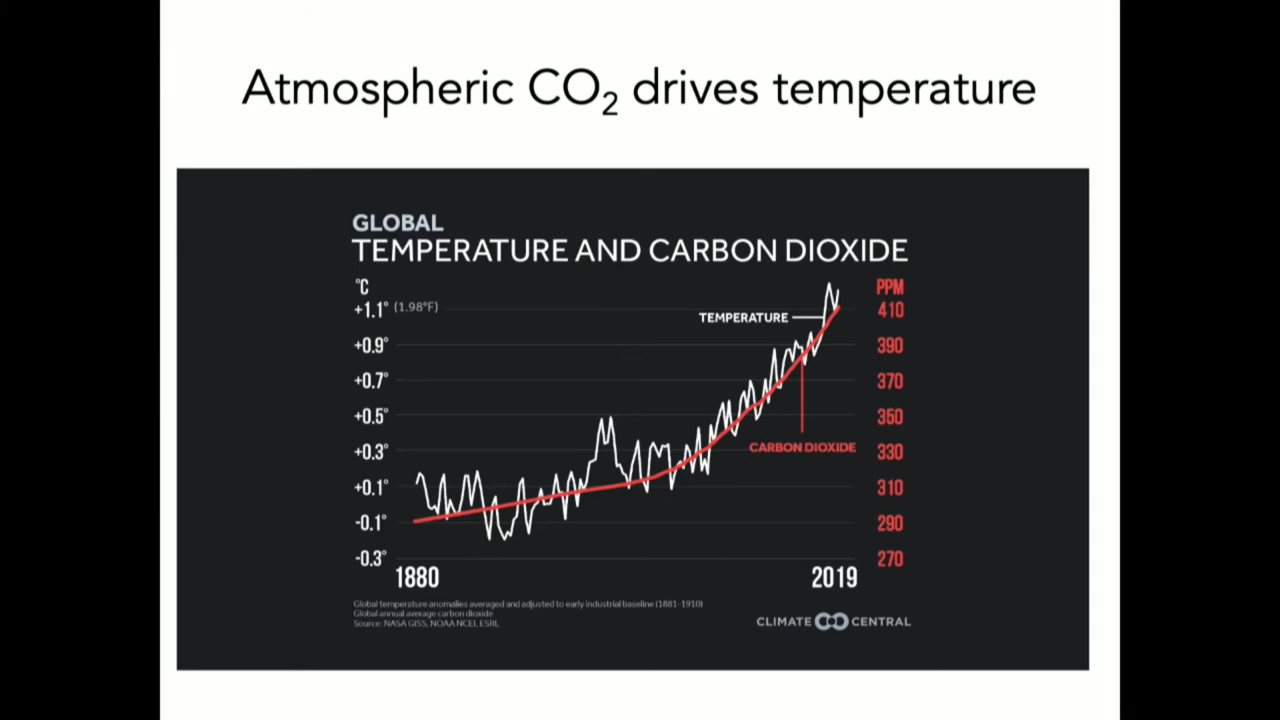 Atmospheric CO₂ drives temperature
GLOBAL
TEMPERATURE AND CARBON DIOXIDE
°C
PPM
+1.1° (1.98°F)
410
TEMPERATURE
+0.9°
390
+0.7°
370
+0.5°
350
+0.3°
330
CARBON DIOXIDE
+0.1°
310
-0.1°
290
-0.3°
270
1880
2019
Global temperature anomalies averaged and adjusted to early industrial baseline (1881-1910)
Global annual average carbon dioxide
Source: NASA GISS, NOAA NCEI, ESRL
CLIMATE CENTRAL